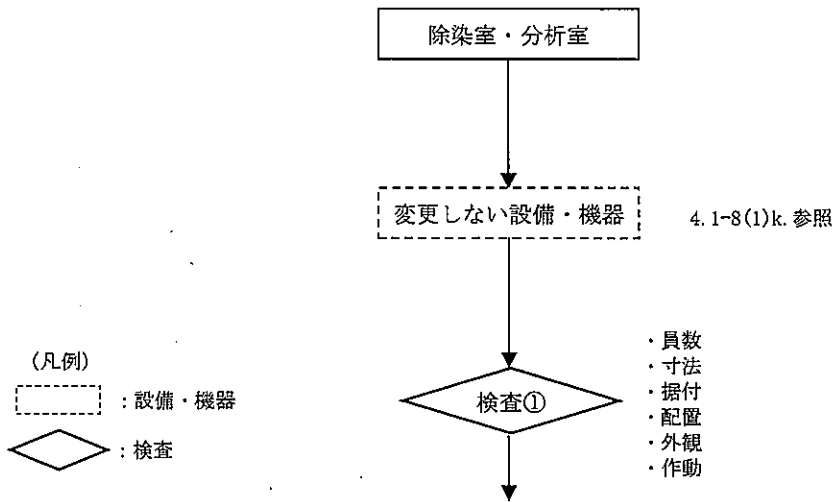 除染室・分析室
変更しない設備・機器
4.1-8(1)k.参照
検査①
・員数
・寸法
・据付
・配置
・外観
・作動
(凡例)
：設備・機器
：検査